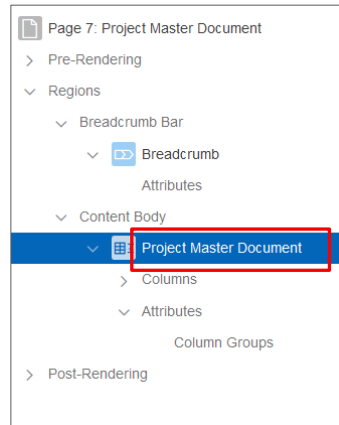 Page 7: Project Master Document
Pre-Rendering
Regions
Breadcrumb Bar
Breadcrumb
Attributes
Content Body
Project Master Document
Columns
Attributes
Column Groups
Post-Rendering